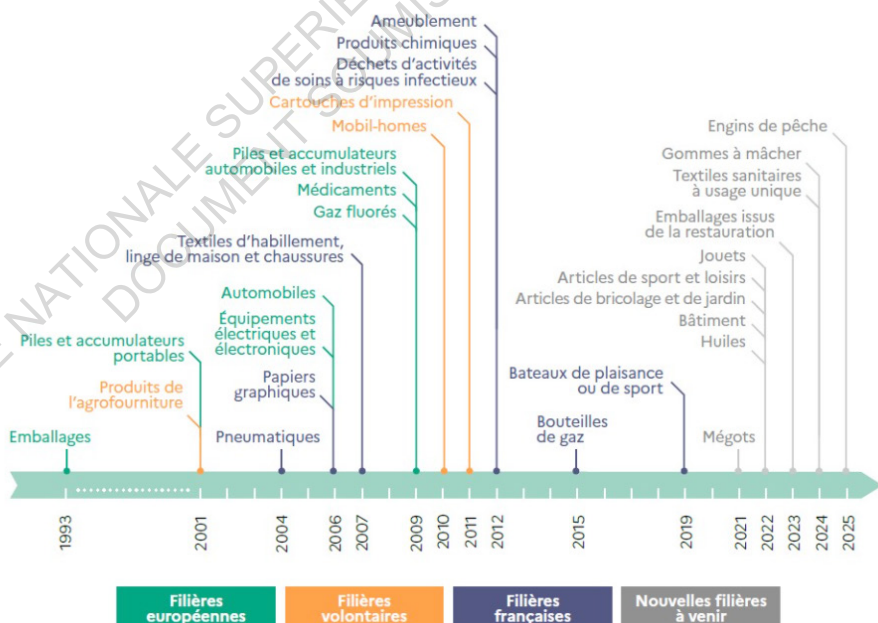 NATIONALE SUPERIE
DOCUMENT SOUMIS
Ameublement
Produits chimiques
Déchets d'activités
de soins à risques infectieux
Cartouches d'impression
Mobil-homes
Piles et accumulateurs
automobiles et industriels
Médicaments
Gaz fluorés
Textiles d'habillement,
linge de maison et chaussures
Automobiles
Équipements
électriques et
électroniques
Piles et accumulateurs
portables
Papiers
graphiques
Produits de
l'agrofourniture
Emballages
Pneumatiques
Engins de pêche
Gommes à mâcher
Textiles sanitaires
à usage unique
Emballages issus
de la restauration
Jouets
Articles de sport et loisirs
Articles de bricolage et de jardin
Bâtiment
Huiles
Bateaux de plaisance
ou de sport
Bouteilles
de gaz
Mégots
1993
2001
2004
2006
2007
2009
2010
2011
2012
2015
2019
2021
2022
2023
2024
2025
Filières
européennes
Filières
volontaires
Filières
françaises
Nouvelles filières
à venir